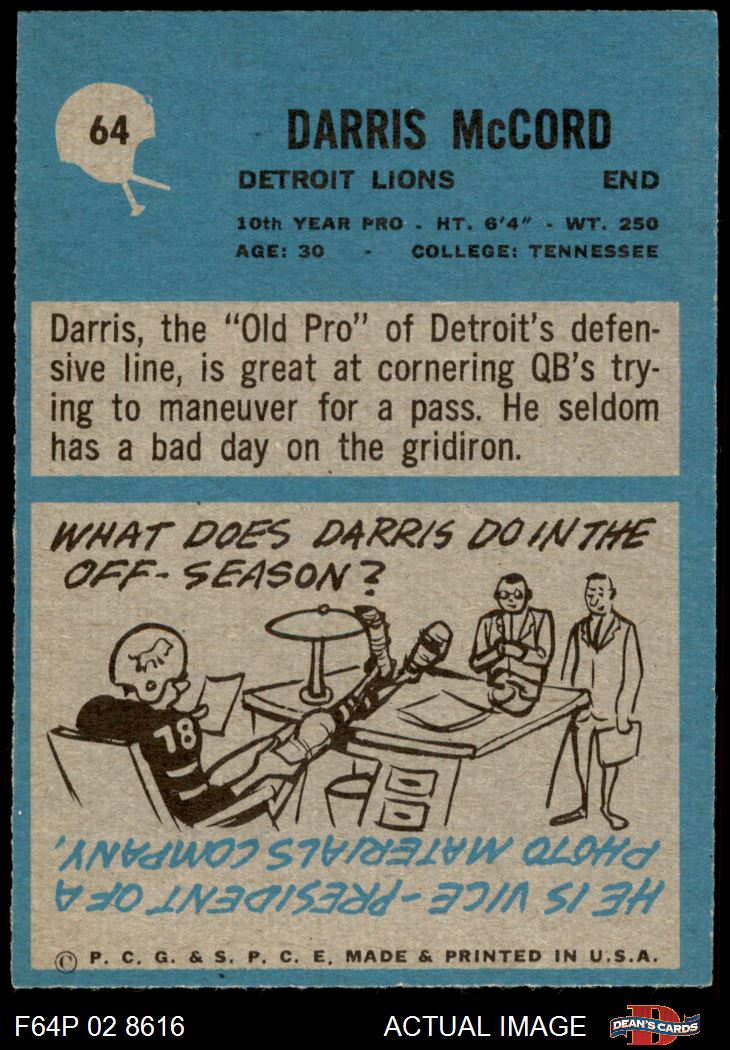 64
DARRIS McCORD
DETROIT LIONS END
10th YEAR PRO - HT. 6'4" - WT. 250
AGE: 30 - COLLEGE: TENNESSEE
Darris, the "Old Pro" of Detroit's defen-
sive line, is great at cornering QB's try-
ing to maneuver for a pass. He seldom
has a bad day on the gridiron.
WHAT DOES DARRIS DO IN THE
OFF-SEASON?
78
HE IS VICE-PRESIDENT OF A
PHOTO MATERIALS COMPANY.
© P. C. G. & S. P. C. E. MADE & PRINTED IN U.S.A.
F64P 02 8616 ACTUAL IMAGE
D
DEAN'S CARDS